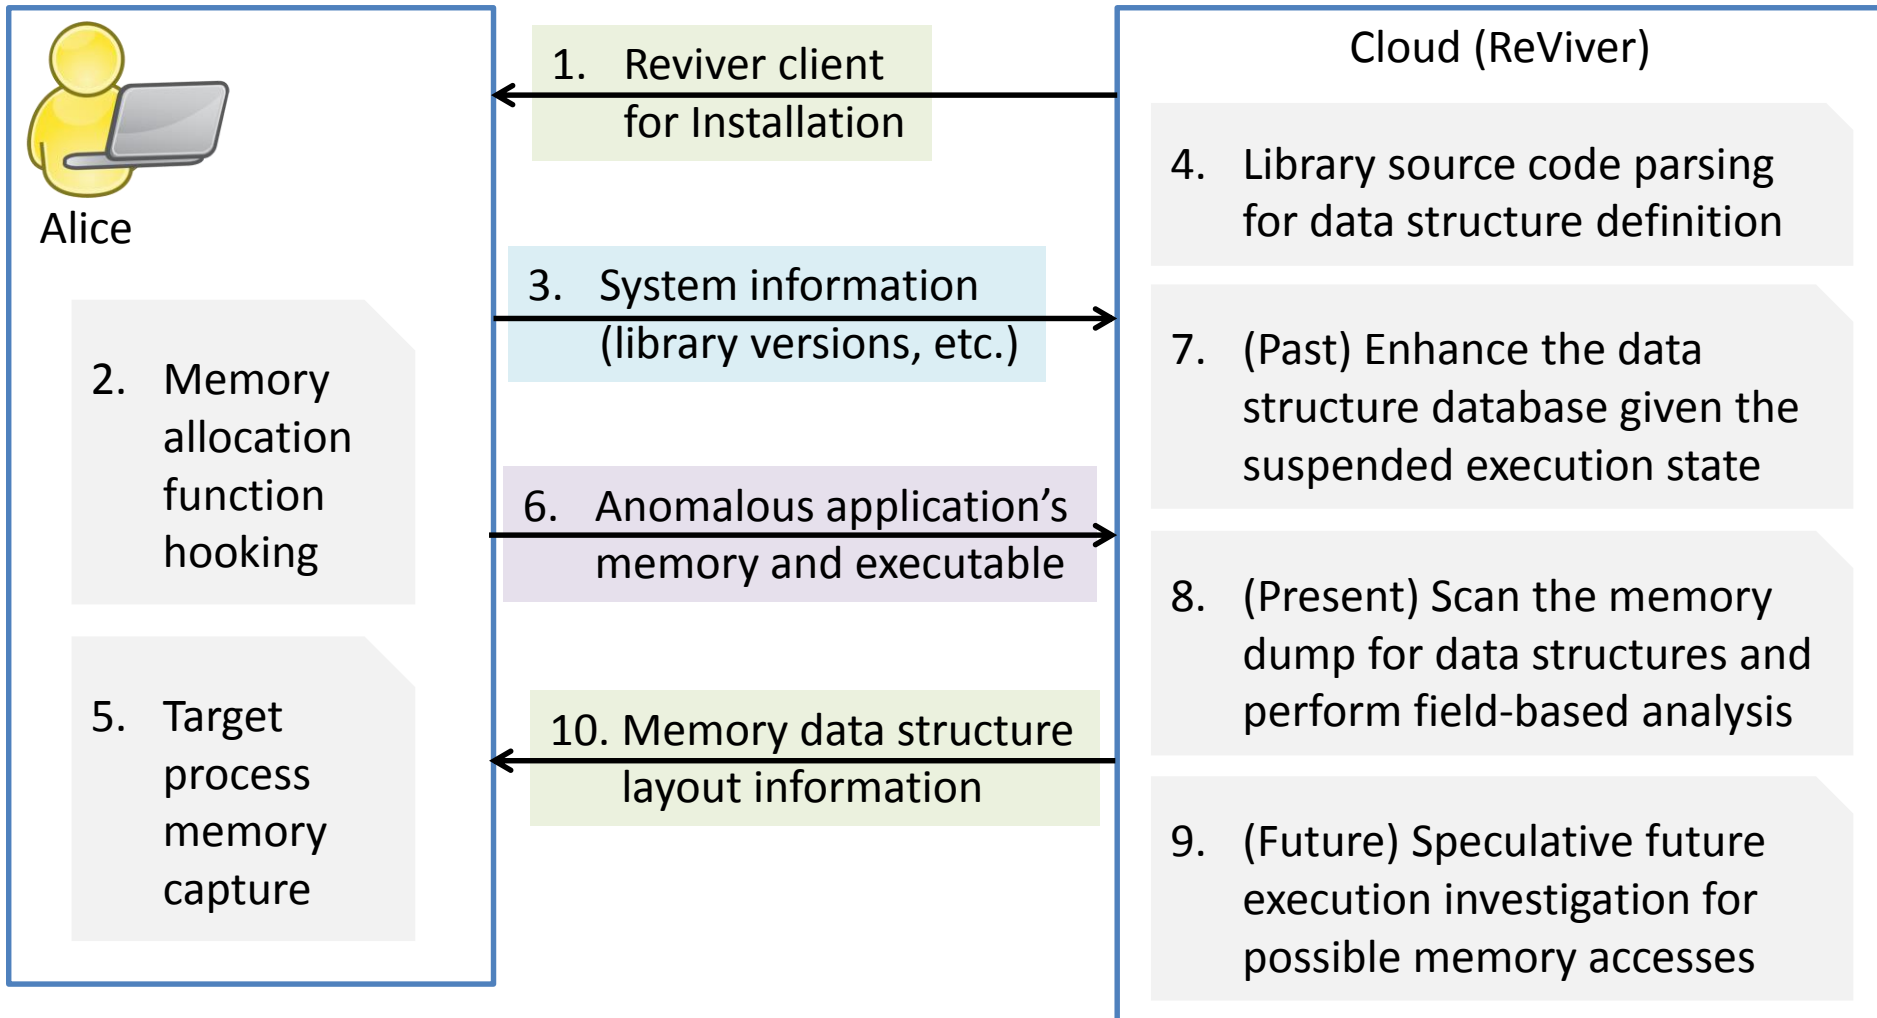 Alice
2. Memory
allocation
function
hooking
5. Target
process
memory
capture
1. Reviver client
for Installation
3. System information
(library versions, etc.)
6. Anomalous application’s
memory and executable
10. Memory data structure
layout information
Cloud (ReViver)
4. Library source code parsing
for data structure definition
7. (Past) Enhance the data
structure database given the
suspended execution state
8. (Present) Scan the memory
dump for data structures and
perform field-based analysis
9. (Future) Speculative future
execution investigation for
possible memory accesses